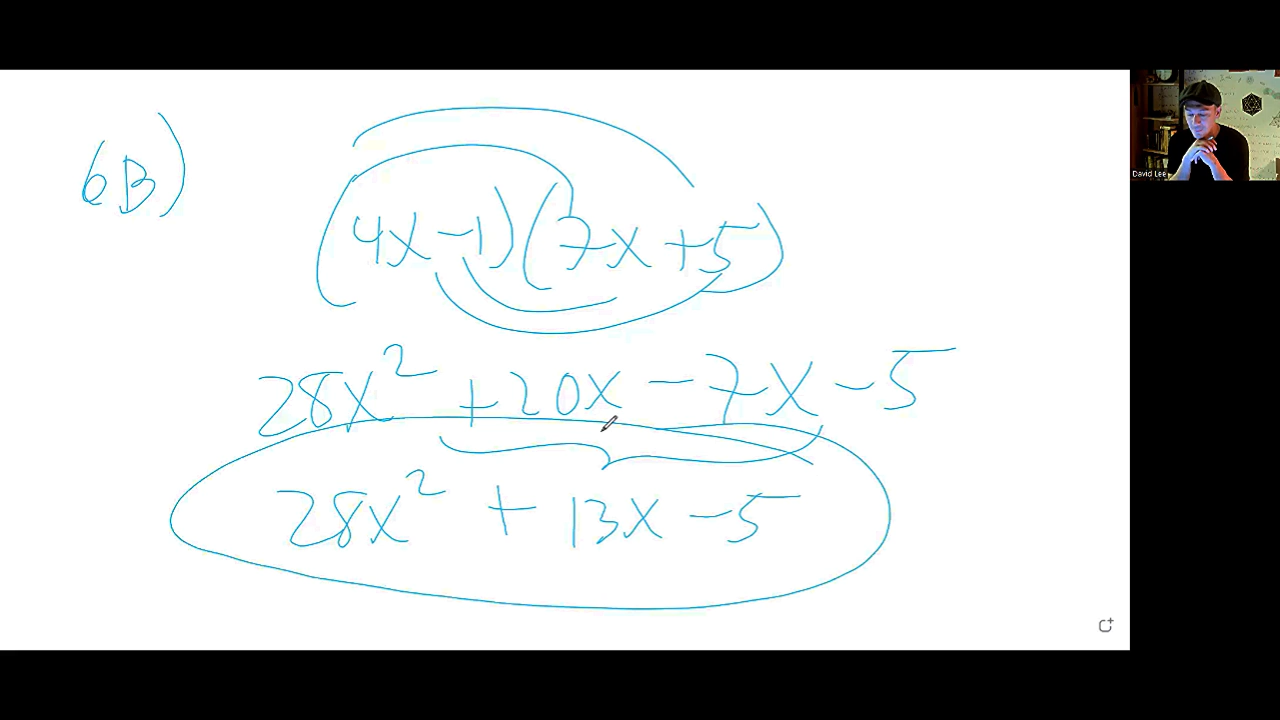 6B)
(4x-1)(7x+5)
28x² +20x -7x -5
28x² + 13x -5
David Lee